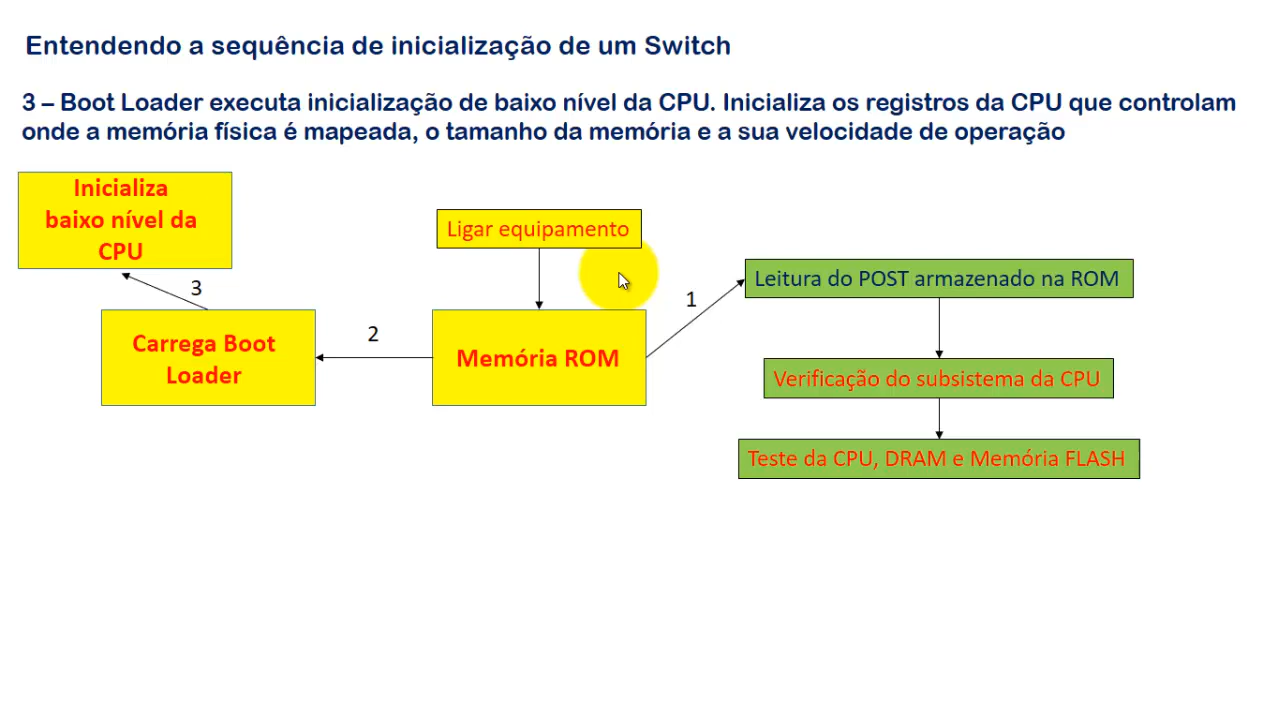 Entendendo a sequência de inicialização de um Switch
3 – Boot Loader executa inicialização de baixo nível da CPU. Inicializa os registros da CPU que controlam
onde a memória física é mapeada, o tamanho da memória e a sua velocidade de operação
Inicializa
baixo nível da
CPU
Ligar equipamento
Leitura do POST armazenado na ROM
3
1
2
Carrega Boot
Loader
Memória ROM
Verificação do subsistema da CPU
Teste da CPU, DRAM e Memória FLASH